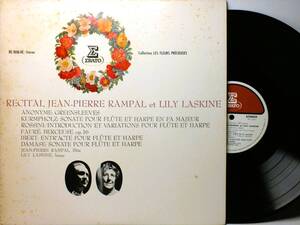 Collection LES FLEURS PRÉCIEUSES
ERATO
RECITAL JEAN-PIERRE RAMPAL et LILY LASKINE
ANONYME: GREENSLEEVES
KRUMPHOLZ: SONATE POUR FLÛTE ET HARPE EN FA MAJEUR
ROSSINI: INTRODUCTION ET VARIATIONS POUR FLÛTE ET HARPE
FAURÉ: BERCEUSE op. 16
IBERT: ENTR'ACTE POUR FLÛTE ET HARPE
DAMASE: SONATE POUR FLÛTE ET HARPE
JEAN-PIERRE RAMPAL, flûte
LILY LASKINE, harpe